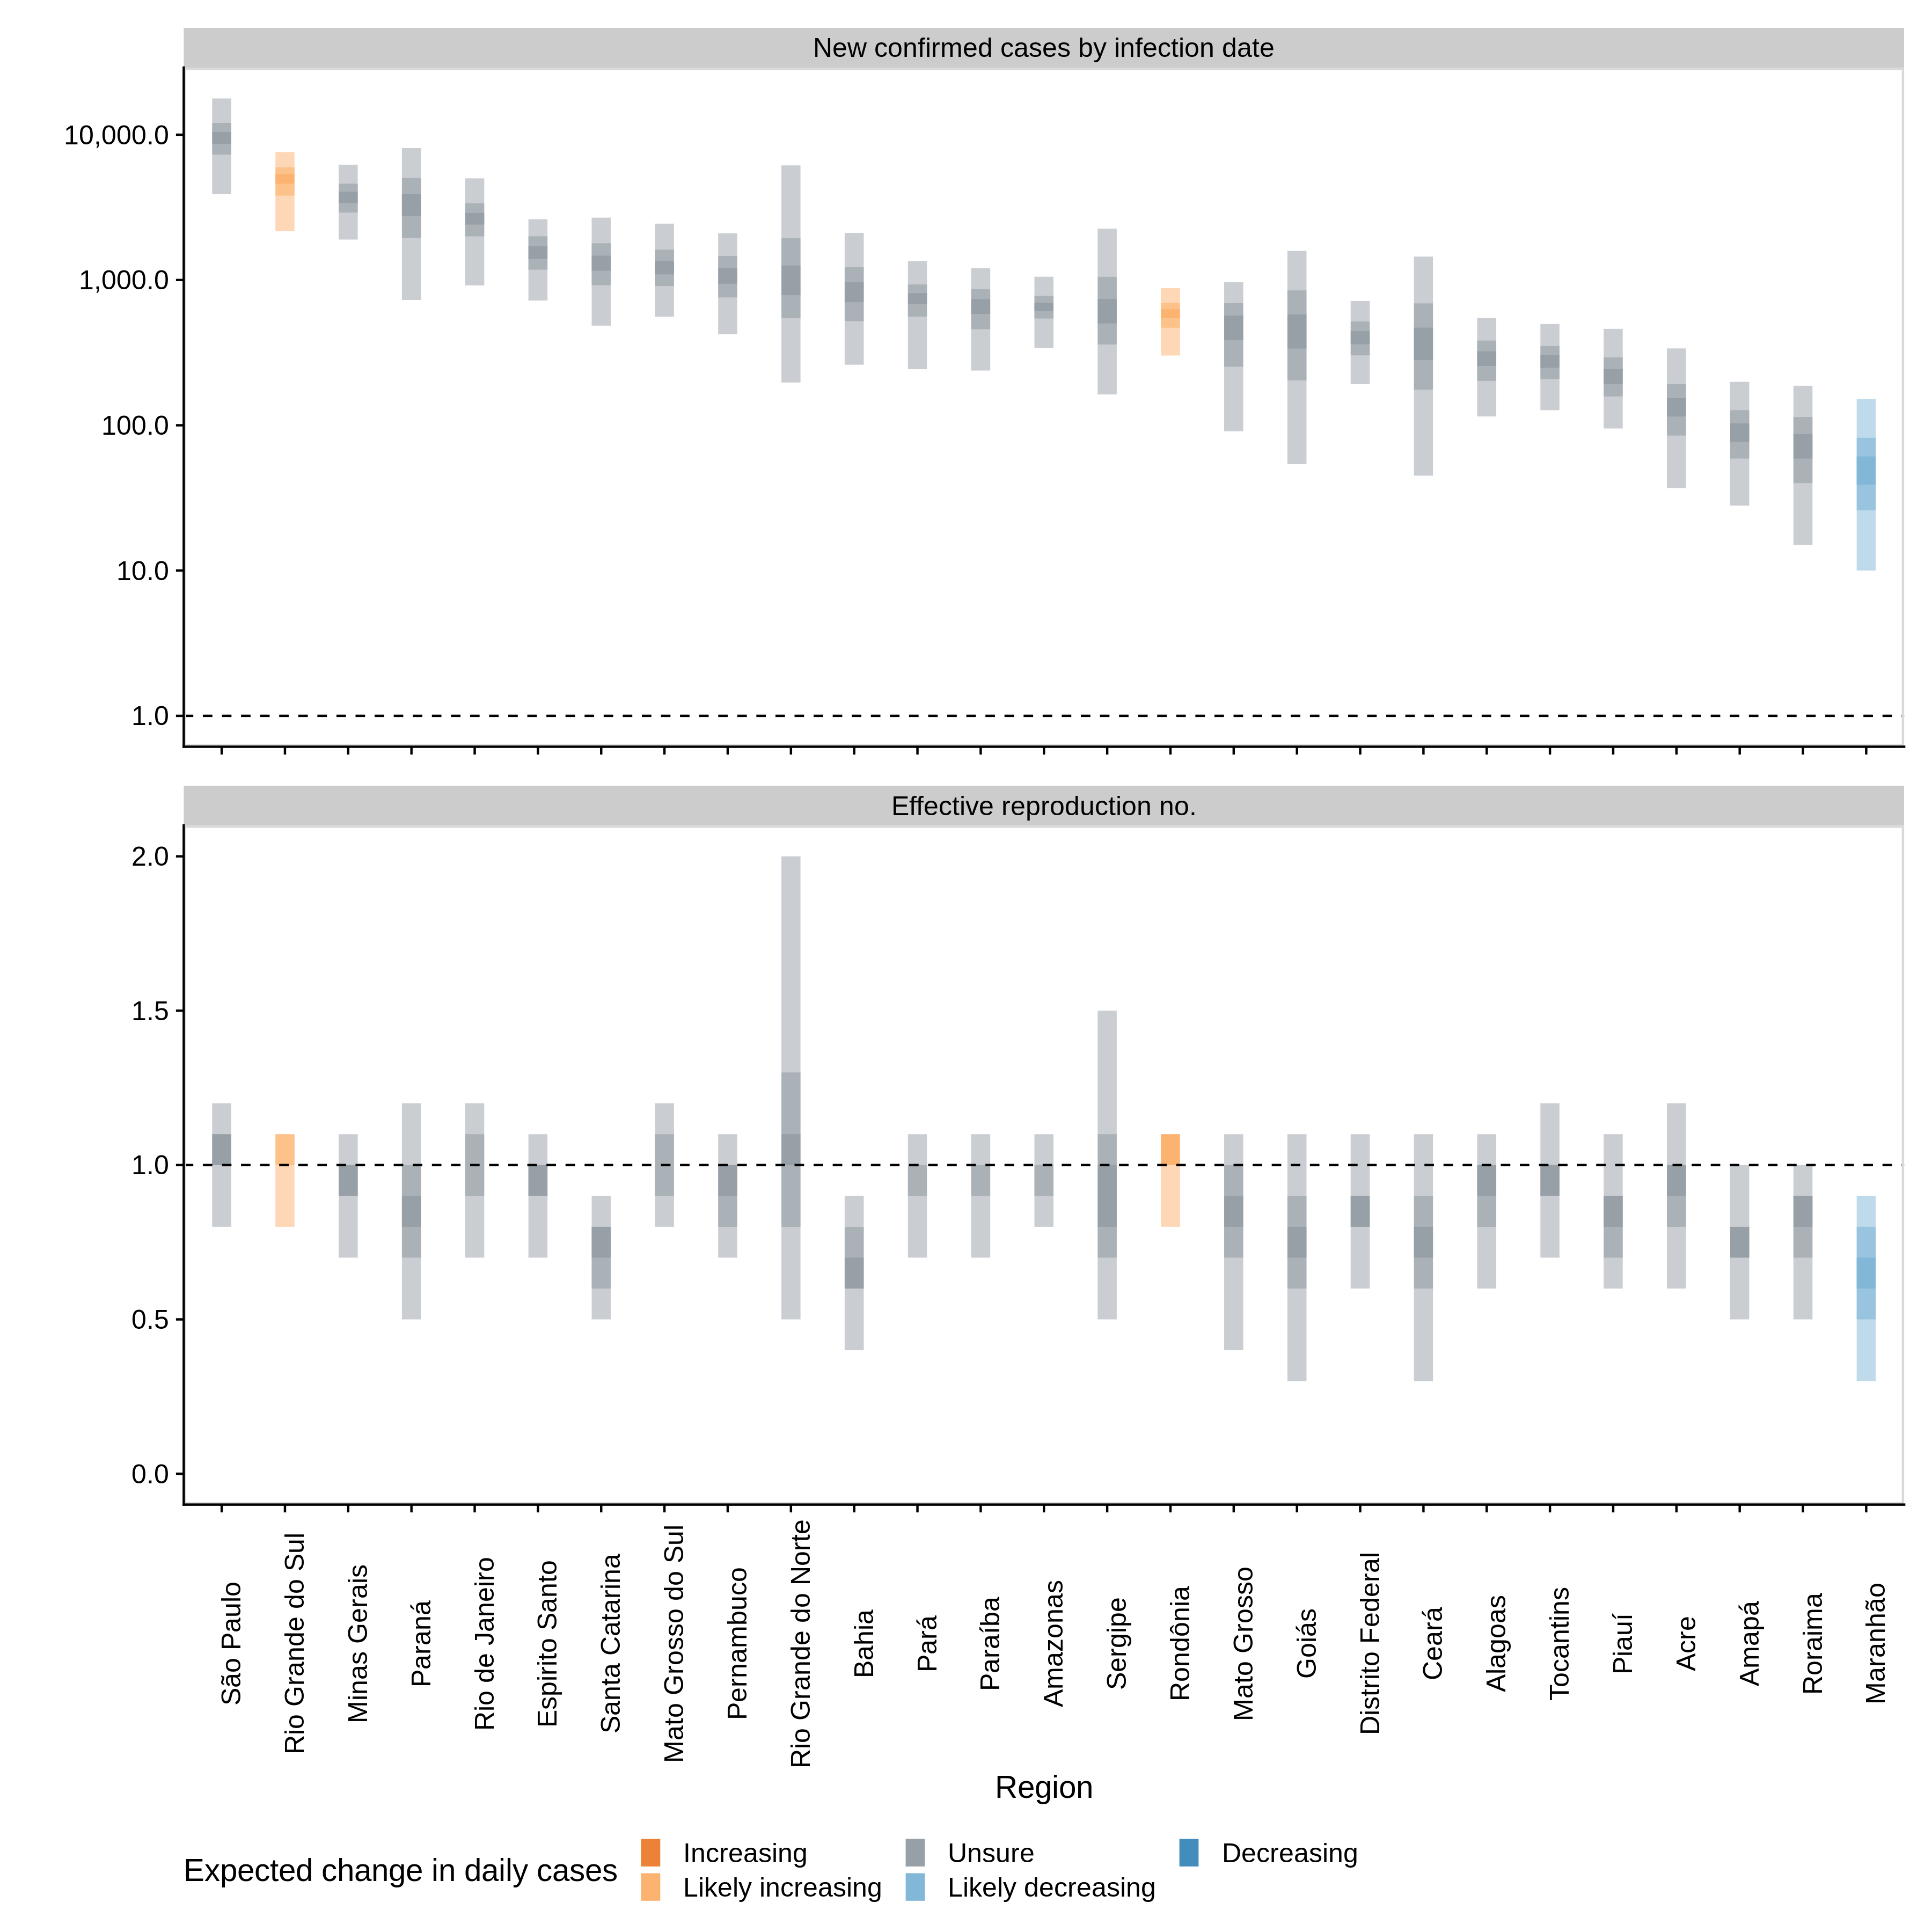 New confirmed cases by infection date
10,000.0
1,000.0
100.0
10.0
1.0
Effective reproduction no.
2.0
1.5
1.0
0.5
0.0
São Paulo
Rio Grande do Sul
Minas Gerais
Paraná
Rio de Janeiro
Espirito Santo
Santa Catarina
Mato Grosso do Sul
Pernambuco
Rio Grande do Norte
Bahia
Pará
Paraíba
Amazonas
Sergipe
Rondônia
Mato Grosso
Goiás
Distrito Federal
Ceará
Alagoas
Tocantins
Piauí
Acre
Amapá
Roraima
Maranhão
Region
Expected change in daily cases
Increasing
Likely increasing
Unsure
Likely decreasing
Decreasing